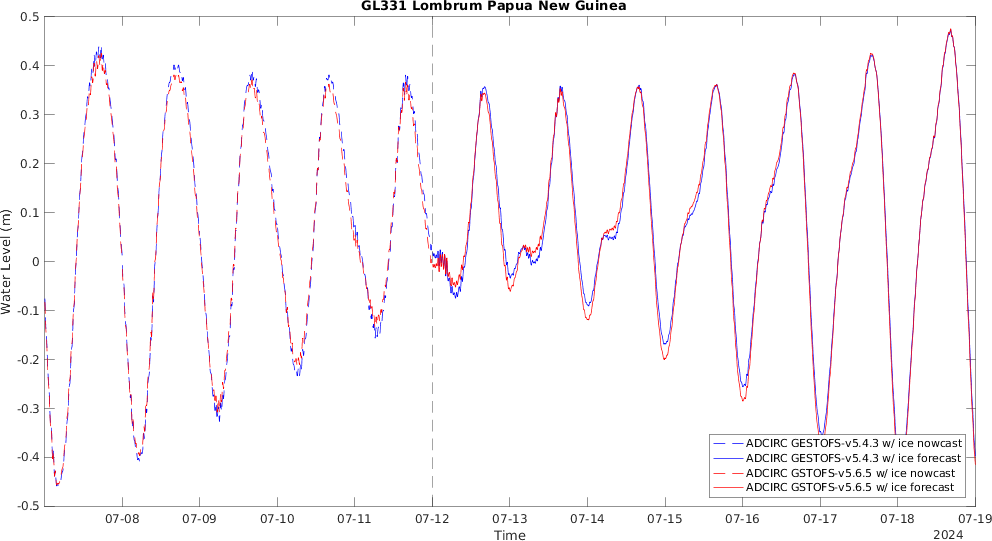 GL331 Lombrum Papua New Guinea
0.5
0.4
0.3
0.2
0.1
0
-0.1
-0.2
-0.3
-0.4
-0.5
Water Level (m)
ADCIRC GESTOFS-v5.4.3 w/ ice nowcast
ADCIRC GESTOFS-v5.4.3 w/ ice forecast
ADCIRC GSTOFS-v5.6.5 w/ ice nowcast
ADCIRC GSTOFS-v5.6.5 w/ ice forecast
07-08 07-09 07-10 07-11 07-12 07-13 07-14 07-15 07-16 07-17 07-18 07-19
Time
2024